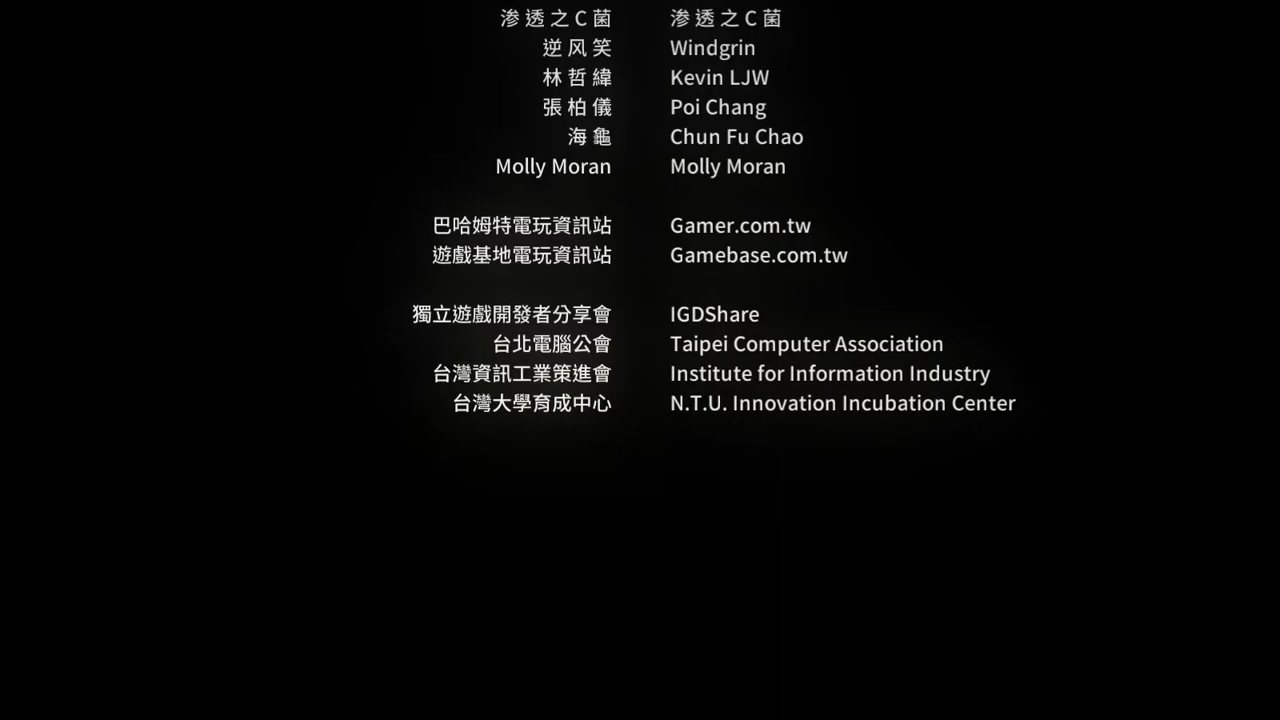 渗透之C菌 渗透之C菌
逆风笑 Windgrin
林哲緯 Kevin LJW
張柏儀 Poi Chang
海龜 Chun Fu Chao
Molly Moran Molly Moran
巴哈姆特電玩資訊站 Gamer.com.tw
遊戲基地電玩資訊站 Gamebase.com.tw
獨立遊戲開發者分享會 IGDShare
台北電腦公會 Taipei Computer Association
台灣資訊工業策進會 Institute for Information Industry
台灣大學育成中心 N.T.U. Innovation Incubation Center